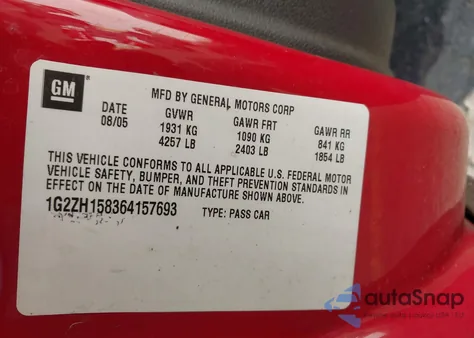 GM
MFD BY GENERAL MOTORS CORP
DATE GVWR GAWR FRT GAWR RR
08/05 1931 KG 1090 KG 841 KG
4257 LB 2403 LB 1854 LB
THIS VEHICLE CONFORMS TO ALL APPLICABLE U.S. FEDERAL MOTOR
VEHICLE SAFETY, BUMPER, AND THEFT PREVENTION STANDARDS IN
EFFECT ON THE DATE OF MANUFACTURE SHOWN ABOVE.
1G2ZH158364157693 TYPE: PASS CAR
autaSnap